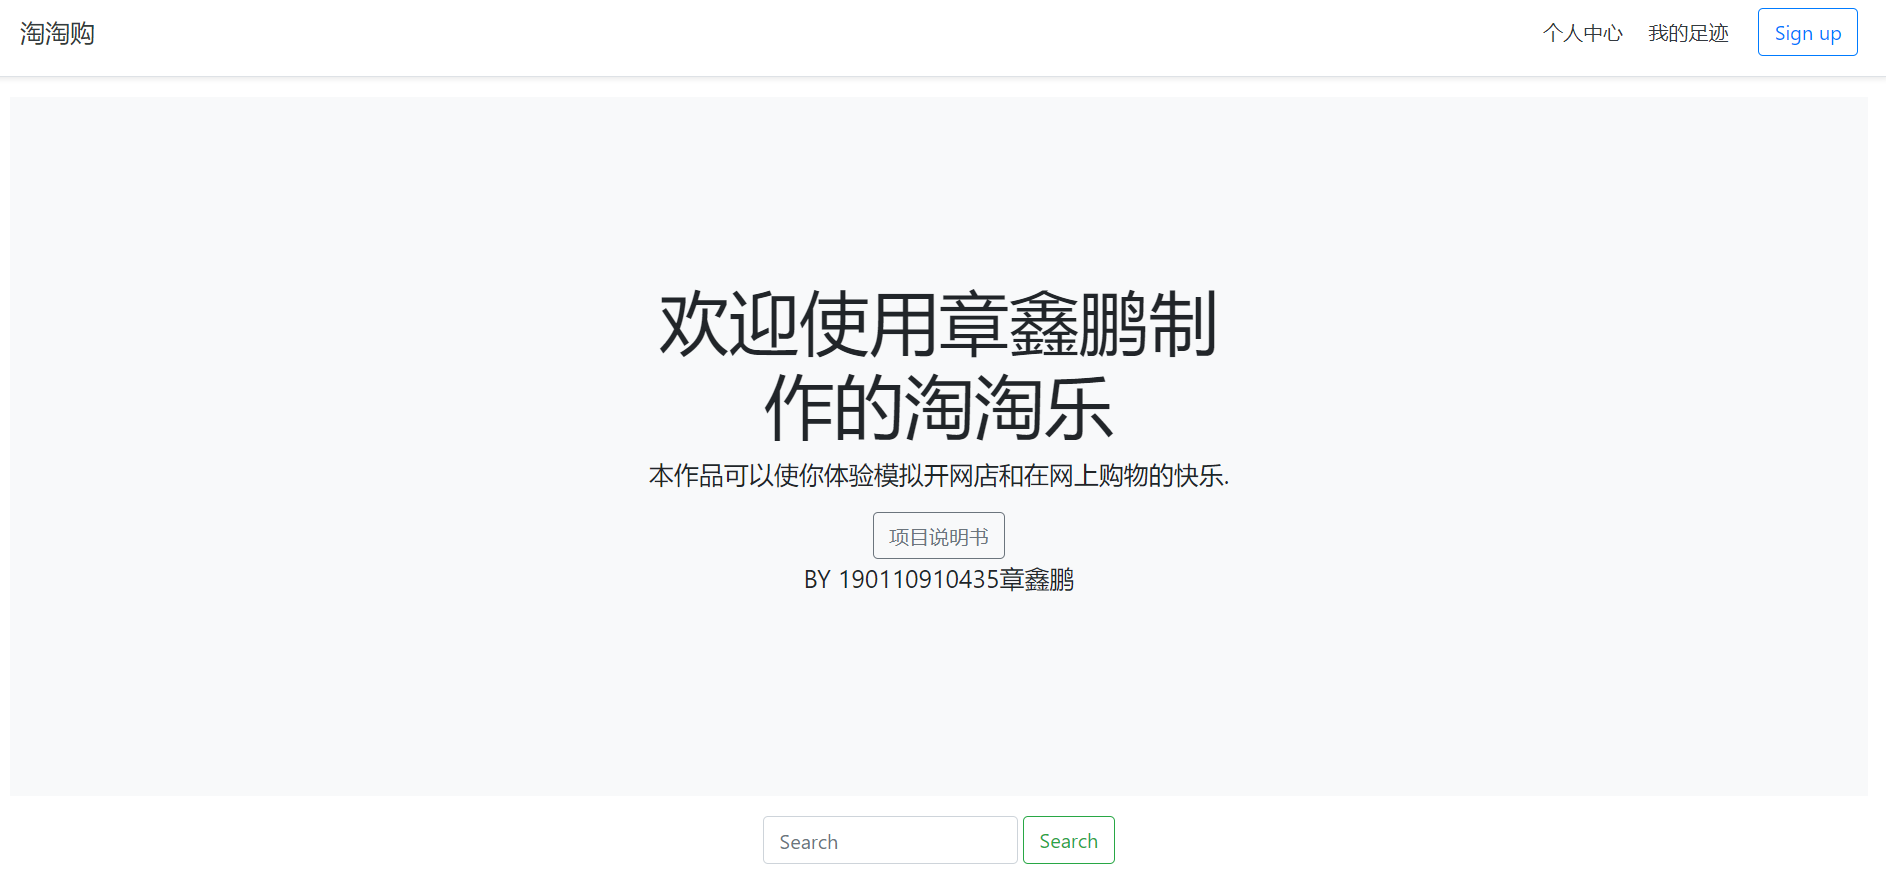 淘淘购
个人中心 我的足迹 Sign up
欢迎使用章鑫鹏制
作的淘淘乐
本作品可以使你体验模拟开网店和在网上购物的快乐.
项目说明书
BY 190110910435章鑫鹏
Search Search